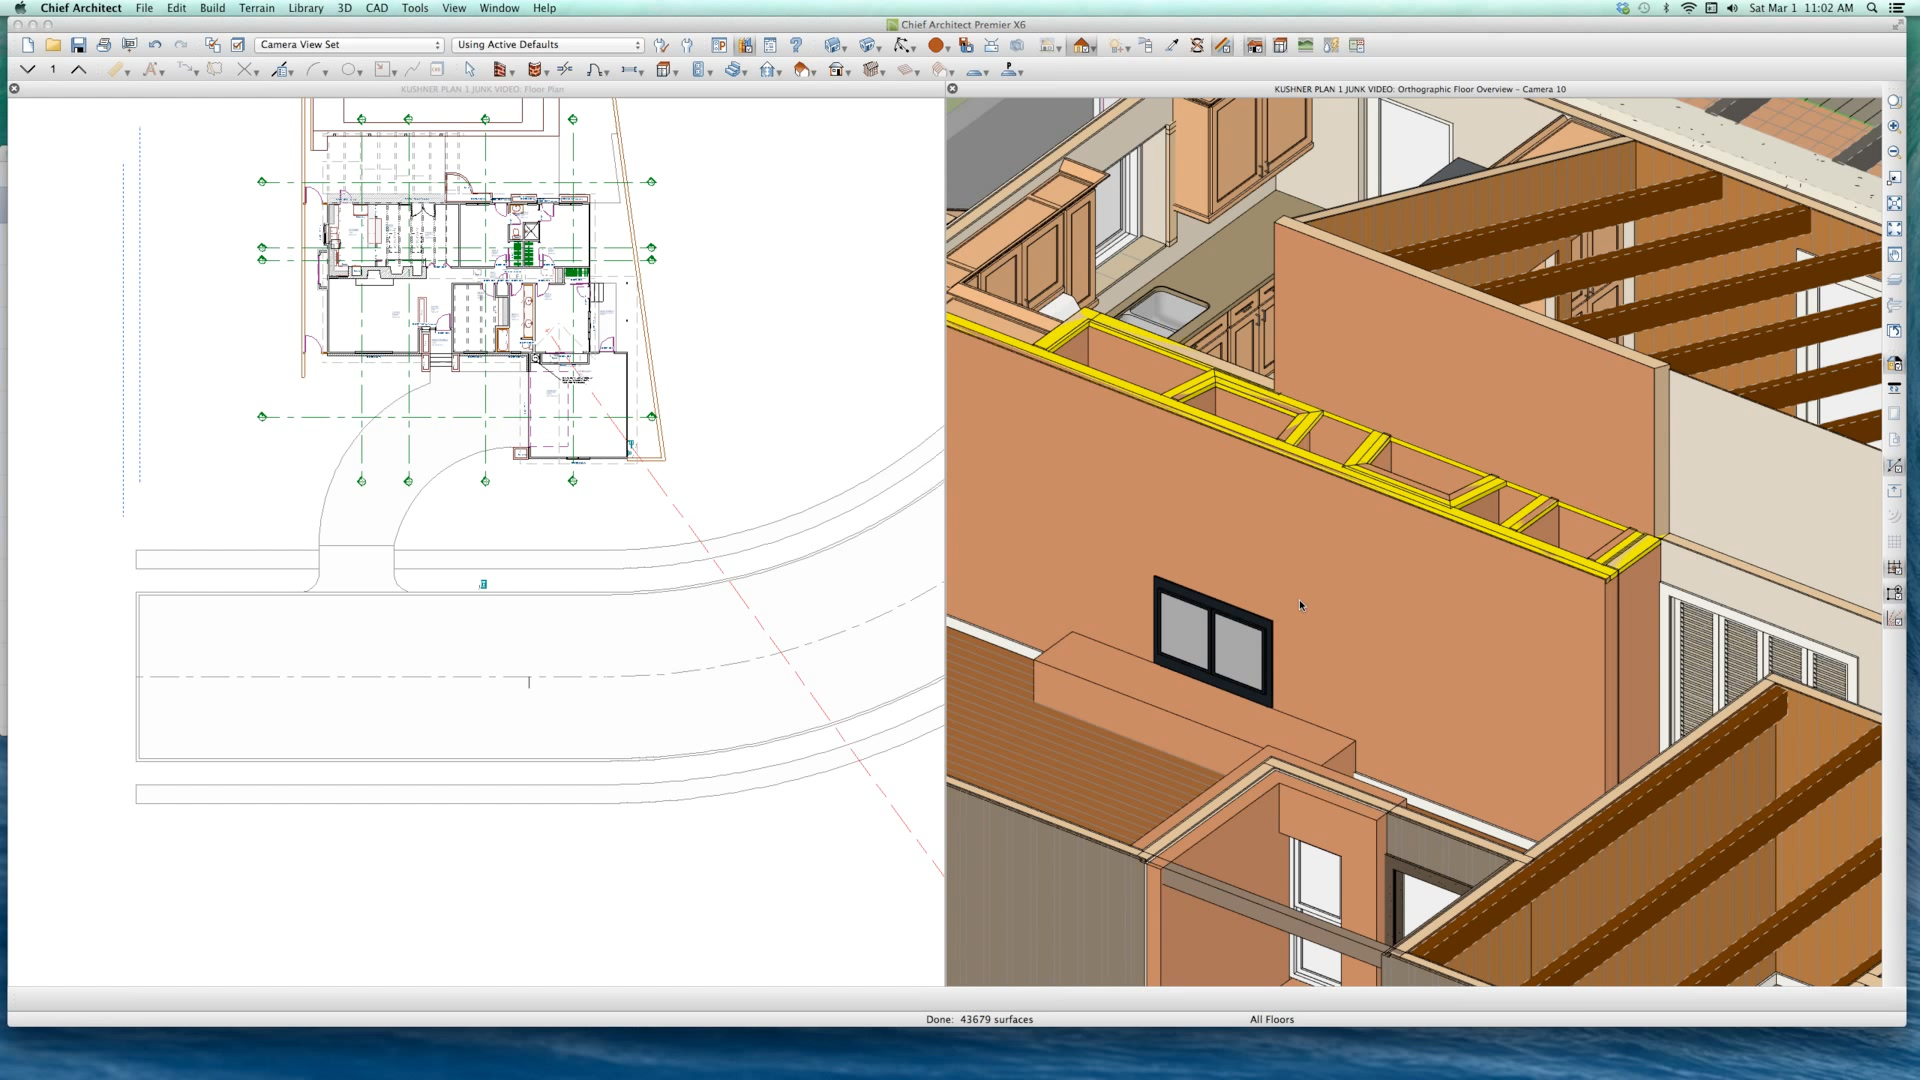 Chief Architect File Edit Build Terrain Library 3D CAD Tools View Window Help Sat Mar 1 11:02 AM
Chief Architect Premier X6
Camera View Set Using Active Defaults
1
KUSHNER PLAN 1 JUNK VIDEO: Floor Plan KUSHNER PLAN 1 JUNK VIDEO: Orthographic Floor Overview – Camera 10
Done: 43679 surfaces All Floors